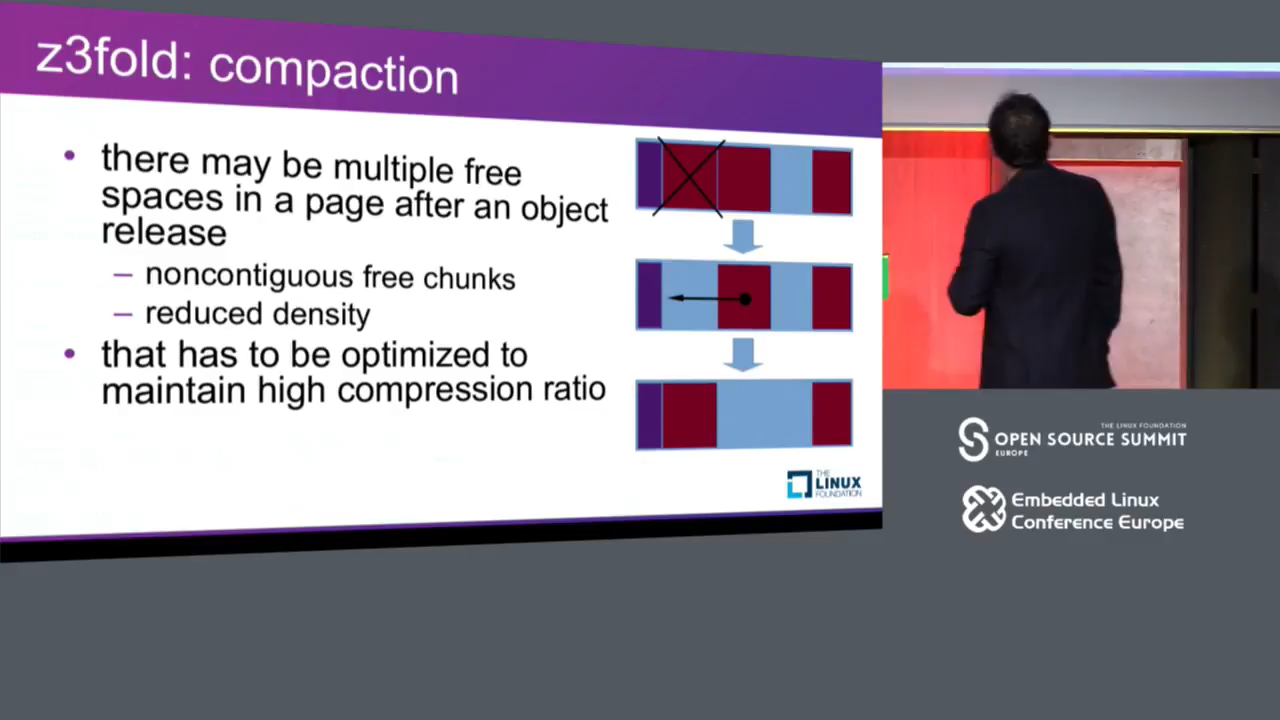 z3fold: compaction
• there may be multiple free
spaces in a page after an object
release
– noncontiguous free chunks
– reduced density
• that has to be optimized to
maintain high compression ratio
THE
LINUX
FOUNDATION
THE LINUX FOUNDATION
OPEN SOURCE SUMMIT
EUROPE
Embedded Linux
Conference Europe